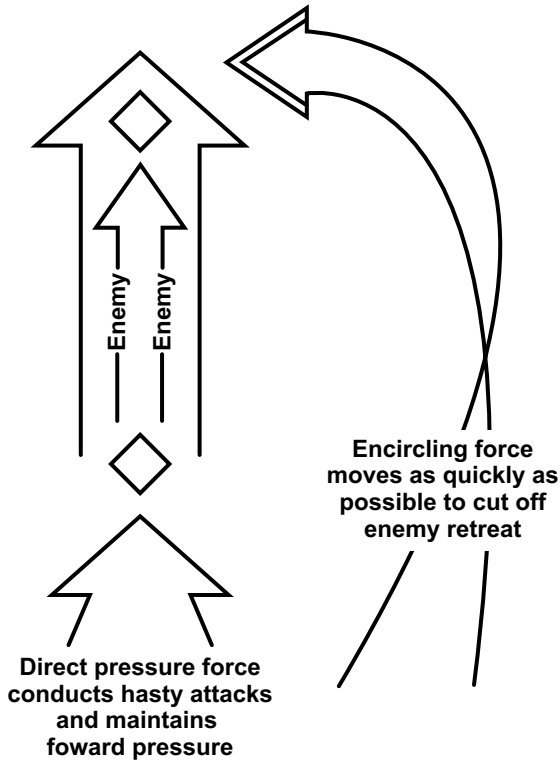 Enemy
Enemy
Encircling force
moves as quickly as
possible to cut off
enemy retreat
Direct pressure force
conducts hasty attacks
and maintains
foward pressure